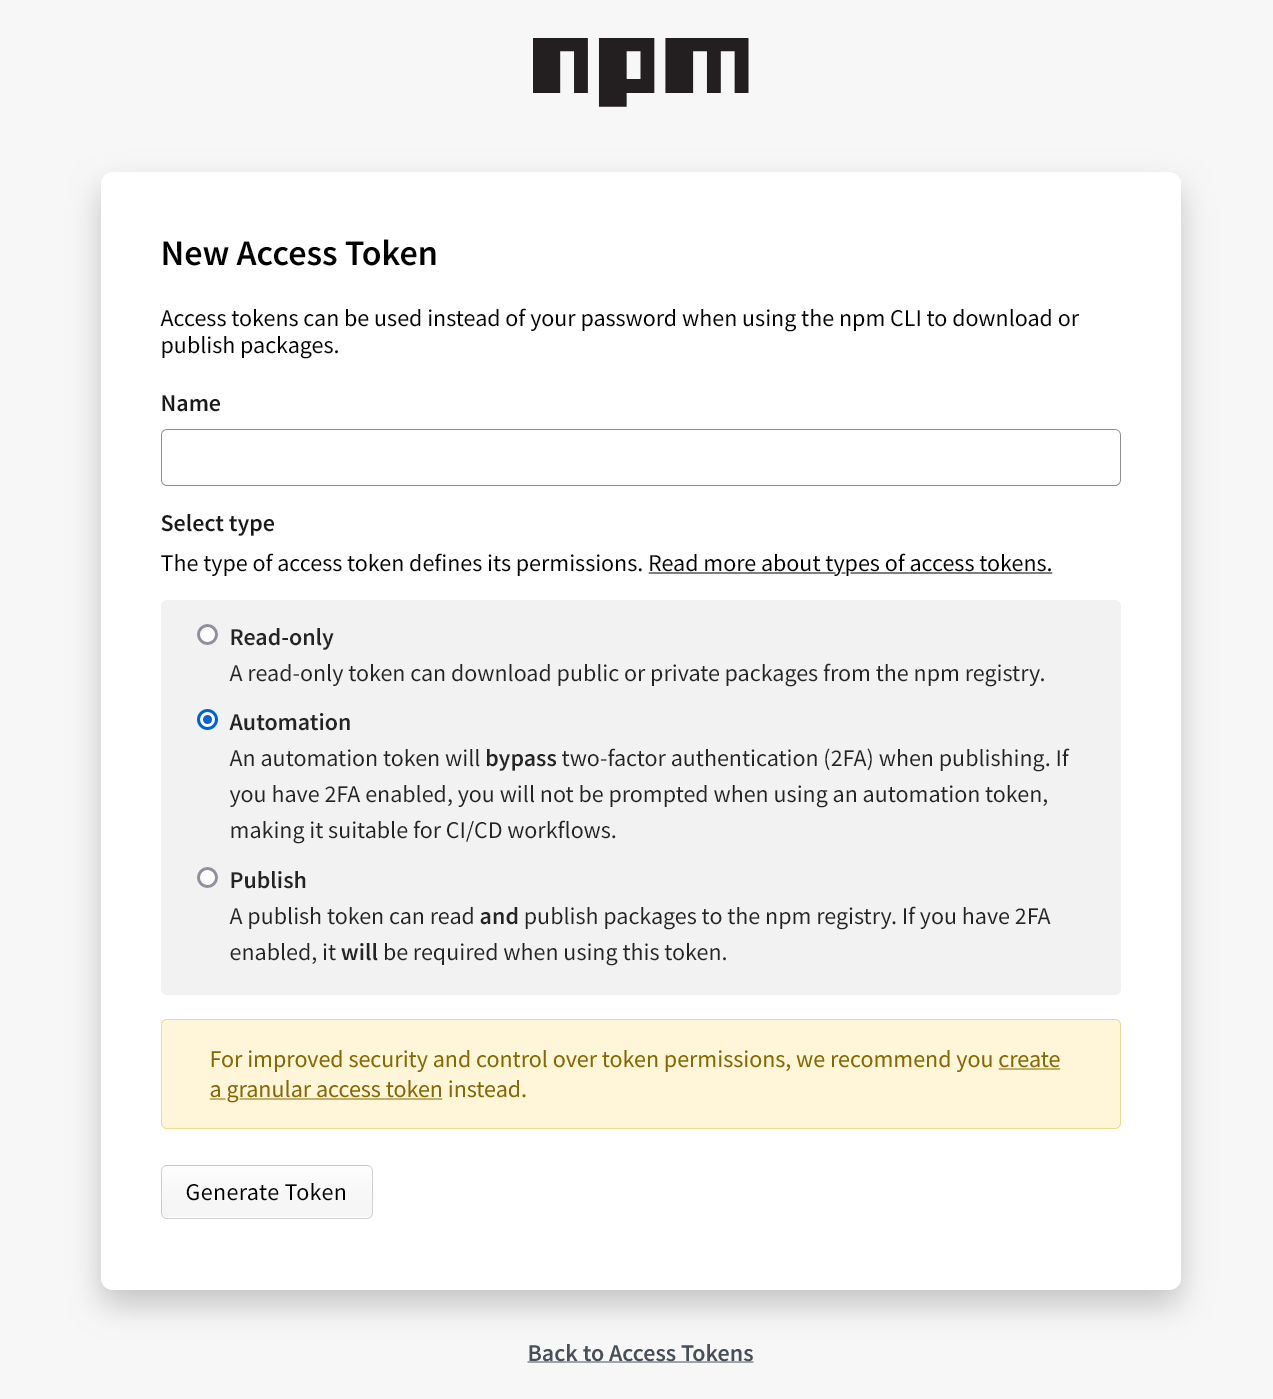 npm
New Access Token
Access tokens can be used instead of your password when using the npm CLI to download or
publish packages.
Name
Select type
The type of access token defines its permissions. Read more about types of access tokens.
Read-only
A read-only token can download public or private packages from the npm registry.
Automation
An automation token will bypass two-factor authentication (2FA) when publishing. If
you have 2FA enabled, you will not be prompted when using an automation token,
making it suitable for CI/CD workflows.
Publish
A publish token can read and publish packages to the npm registry. If you have 2FA
enabled, it will be required when using this token.
For improved security and control over token permissions, we recommend you create
a granular access token instead.
Generate Token
Back to Access Tokens